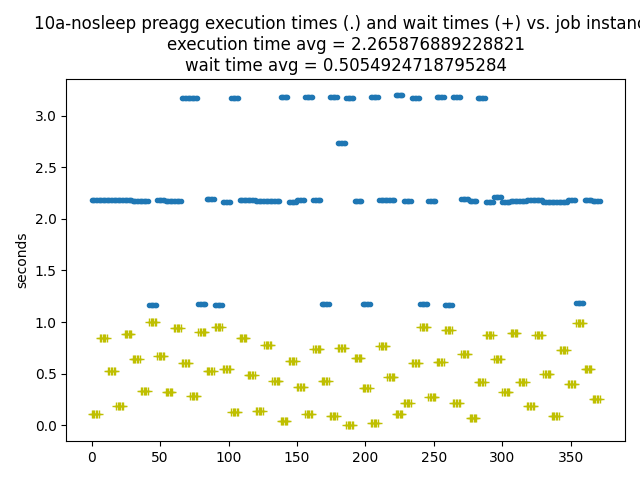 10a-nosleep preagg execution times (.) and wait times (+) vs. job instanc
execution time avg = 2.265876889228821
wait time avg = 0.5054924718795284
3.0
2.5
2.0
1.5
1.0
0.5
0.0
seconds
0 50 100 150 200 250 300 350